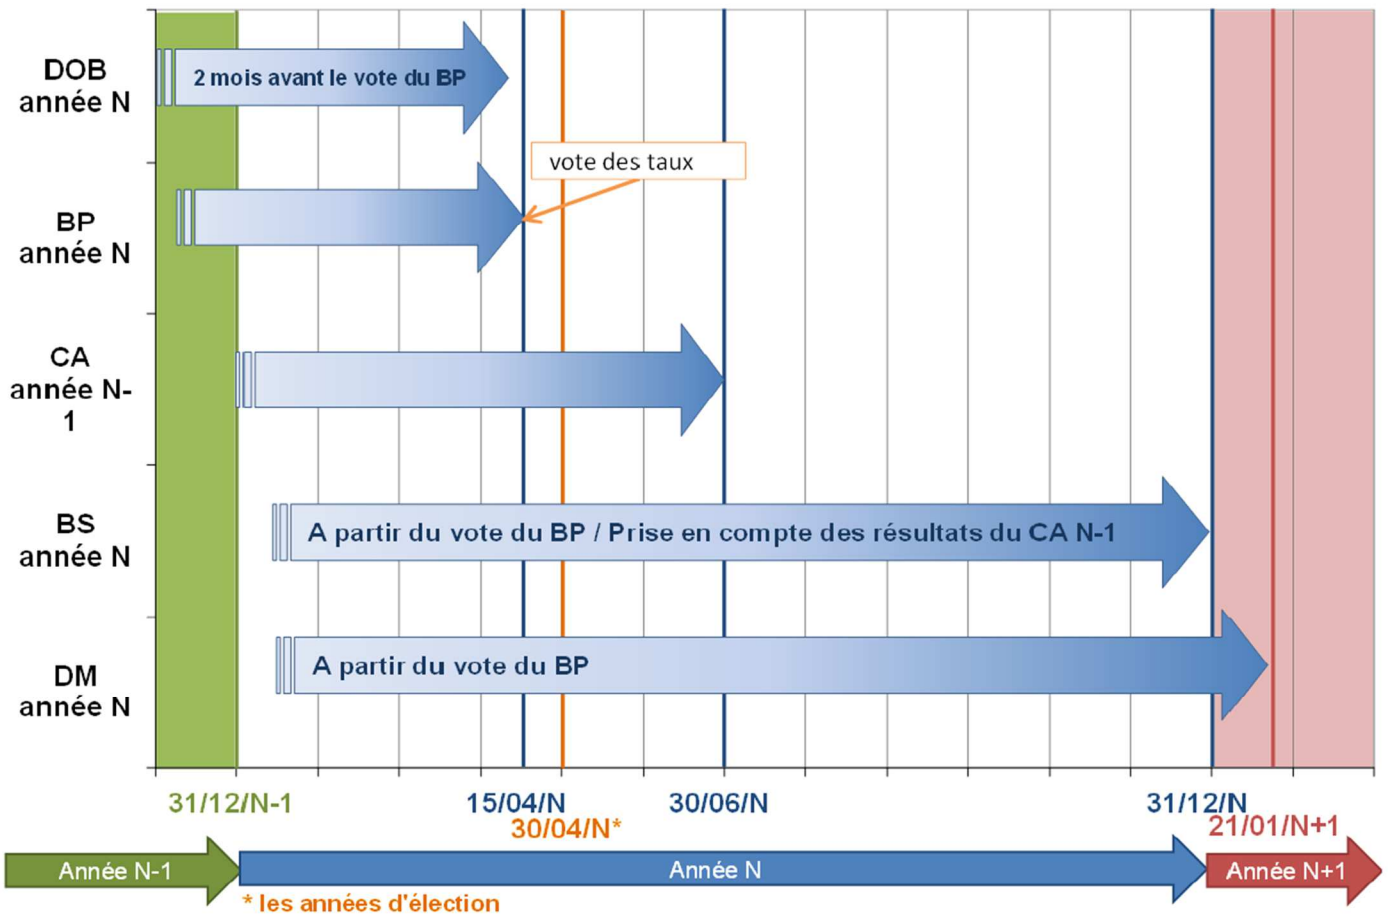 DOB
année N
2 mois avant le vote du BP
vote des taux
BP
année N
CA
année N-
1
BS
année N
A partir du vote du BP / Prise en compte des résultats du CA N-1
DM
année N
A partir du vote du BP
31/12/N-1
15/04/N
30/06/N
31/12/N
30/04/N*
21/01/N+1
Année N-1
Année N
Année N+1
* les années d'élection